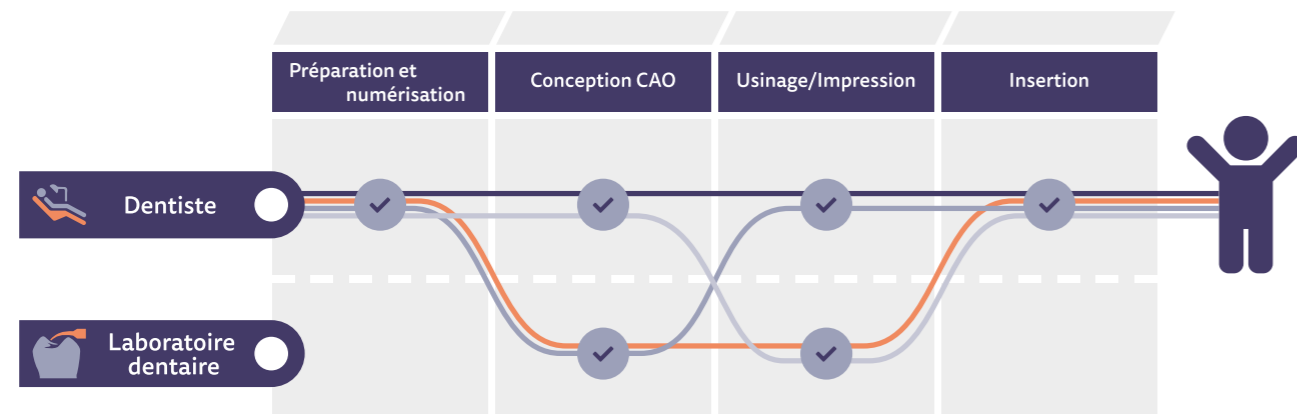 Préparation et
numérisation
Conception CAO
Usinage/Impression
Insertion
Dentiste
Laboratoire
dentaire